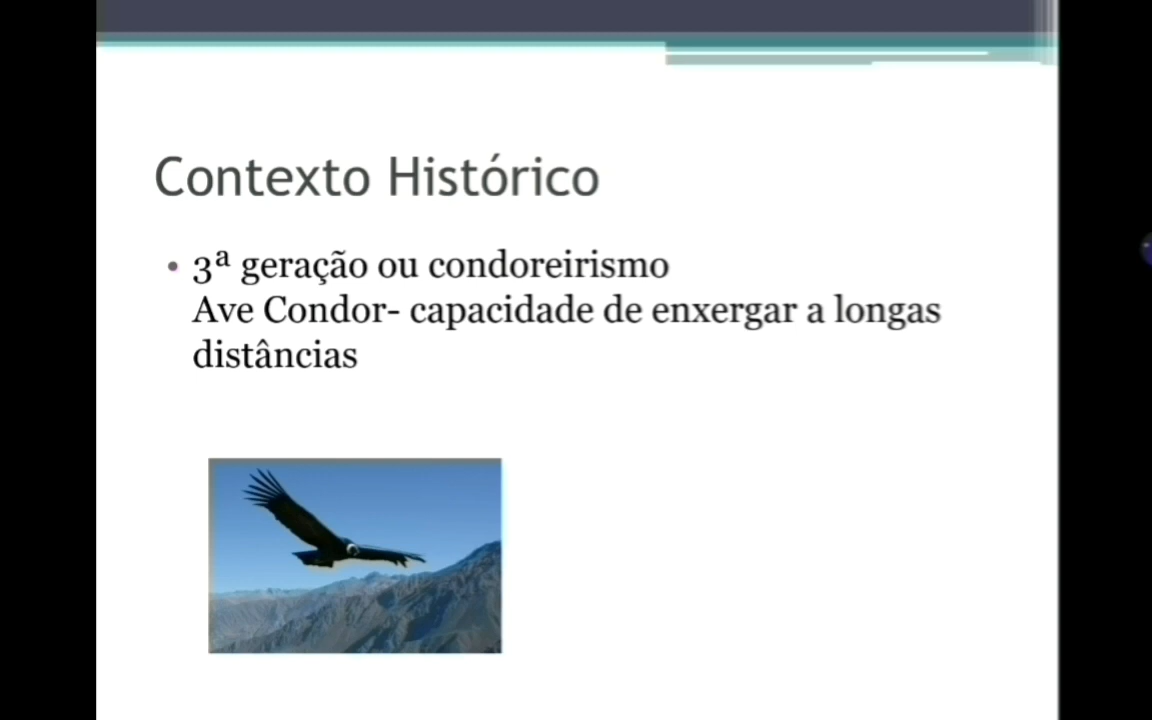 Contexto Histórico
• 3ª geração ou condoreirismo
Ave Condor- capacidade de enxergar a longas
distâncias